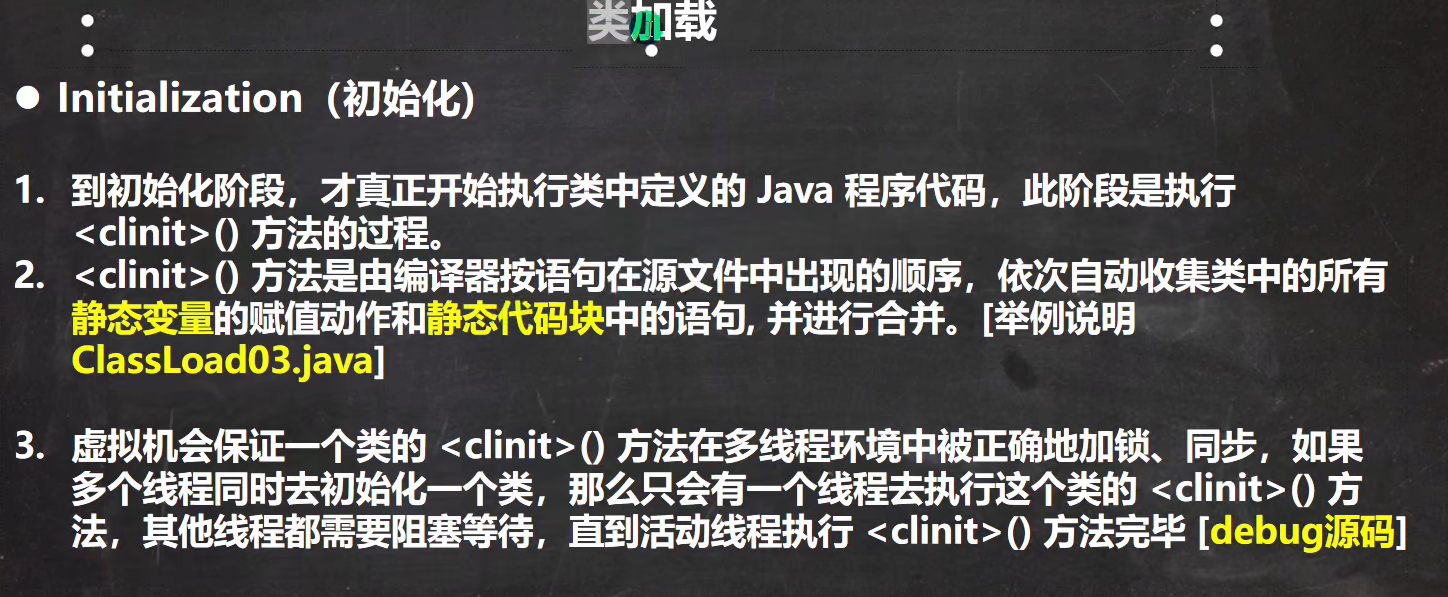 类加载
● Initialization（初始化）
1. 到初始化阶段，才真正开始执行类中定义的 Java 程序代码，此阶段是执行
<clinit>() 方法的过程。
2. <clinit>() 方法是由编译器按语句在源文件中出现的顺序，依次自动收集类中的所有
静态变量的赋值动作和静态代码块中的语句, 并进行合并。[举例说明
ClassLoad03.java]
3. 虚拟机会保证一个类的 <clinit>() 方法在多线程环境中被正确地加锁、同步，如果
多个线程同时去初始化一个类，那么只会有一个线程去执行这个类的 <clinit>() 方
法，其他线程都需要阻塞等待，直到活动线程执行 <clinit>() 方法完毕 [debug源码]